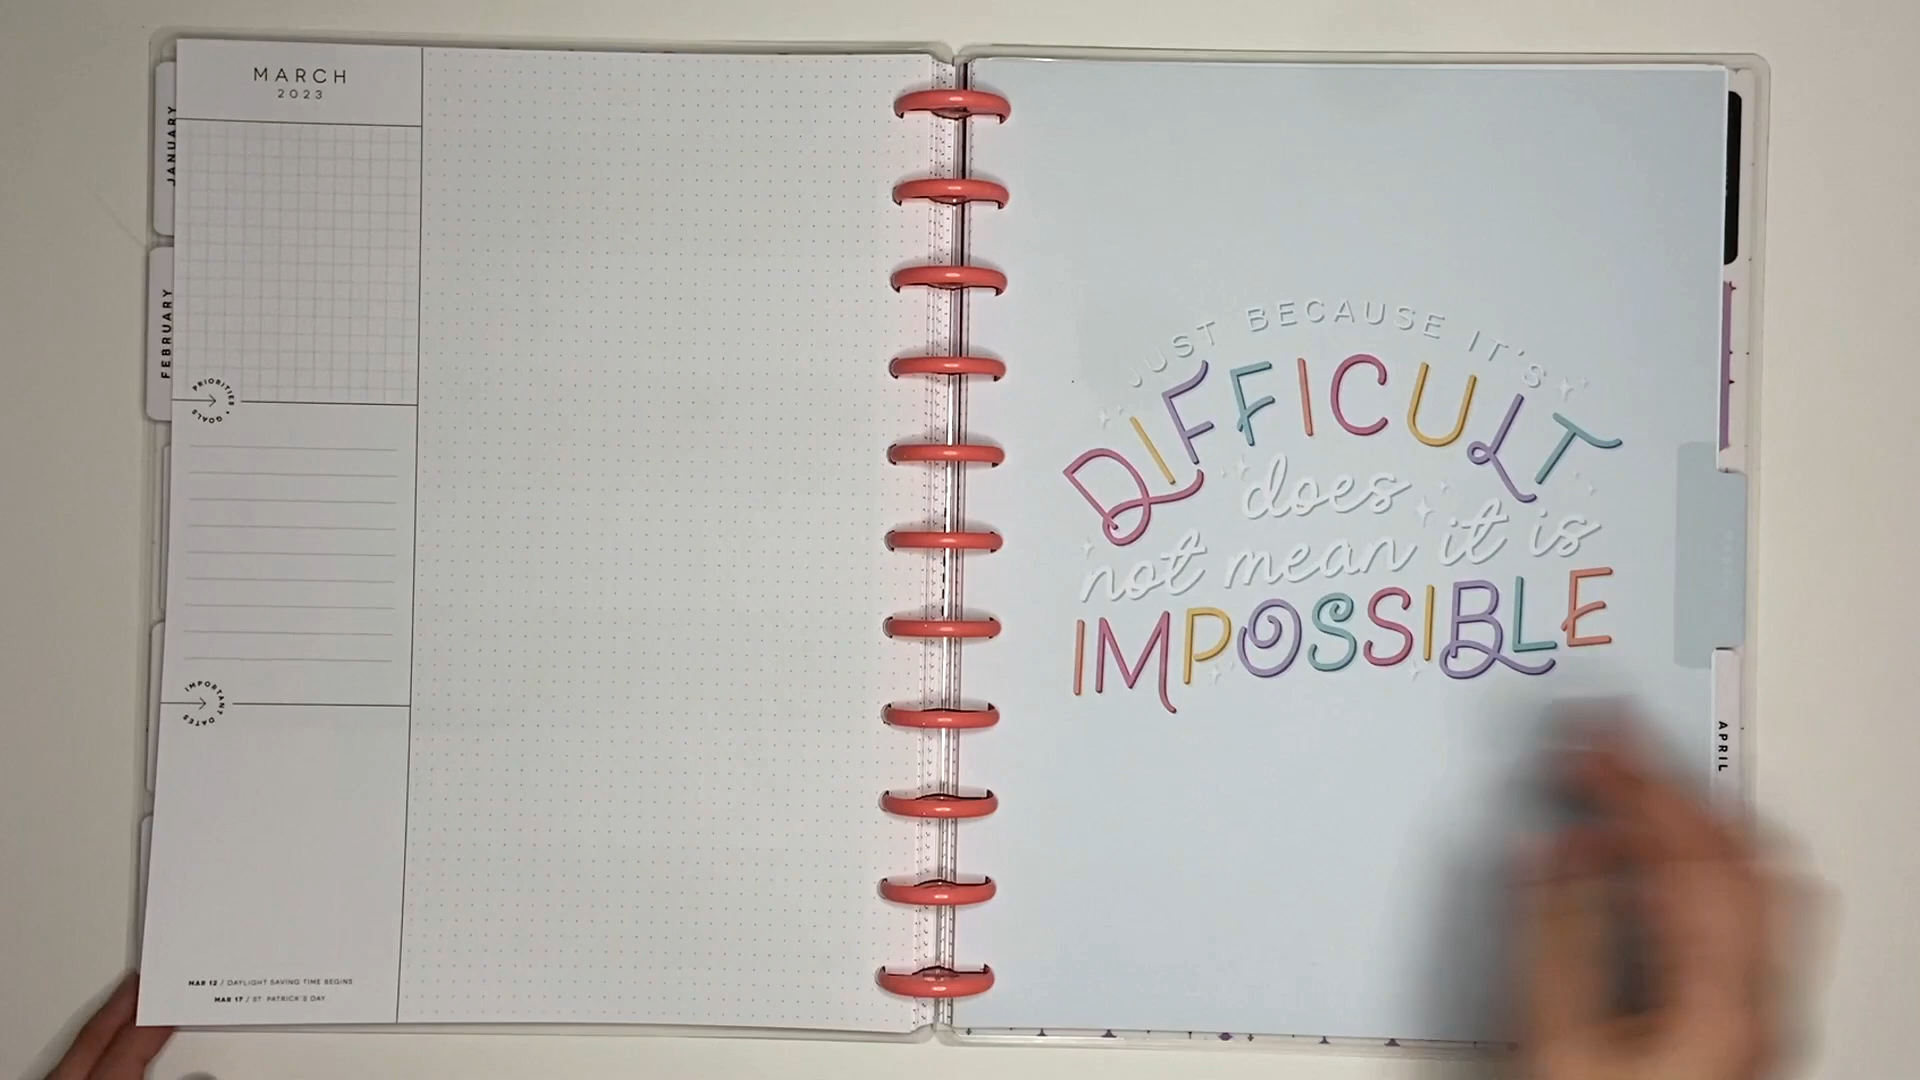 MARCH
2023
JANUARY
FEBRUARY
PRIORITIES + GOALS
IMPORTANT DATES
MAR 12 / DAYLIGHT SAVING TIME BEGINS
MAR 17 / ST. PATRICK'S DAY
JUST BECAUSE IT'S
DIFFICULT
does
not mean it is
IMPOSSIBLE
APRIL